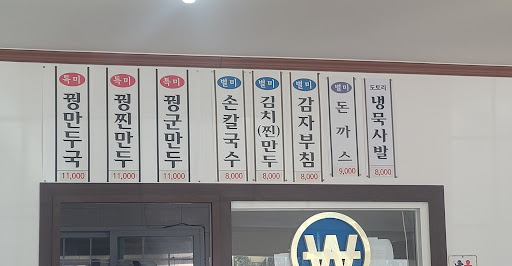 특미
꿩만두국
11,000
특미
꿩찐만두
11,000
특미
꿩군만두
11,000
별미
손칼국수
8,000
별미
김치(찐)만두
8,000
별미
감자부침
8,000
별미
돈까스
9,000
도토리
냉묵사발
8,000
₩